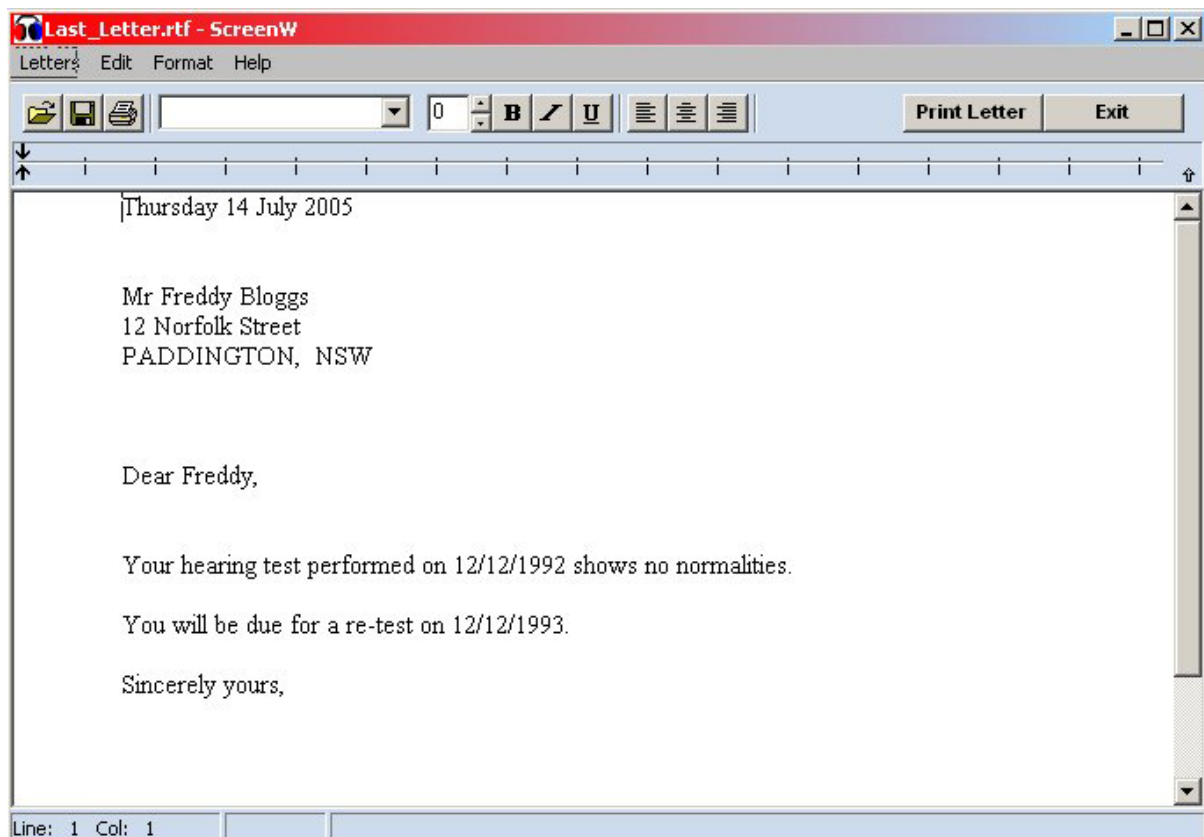 Last_Letter.rtf - ScreenW
Letters Edit Format Help
0 B I U Print Letter Exit
Thursday 14 July 2005
Mr Freddy Bloggs
12 Norfolk Street
PADDINGTON, NSW
Dear Freddy,
Your hearing test performed on 12/12/1992 shows no normalities.
You will be due for a re-test on 12/12/1993.
Sincerely yours,
Line: 1 Col: 1